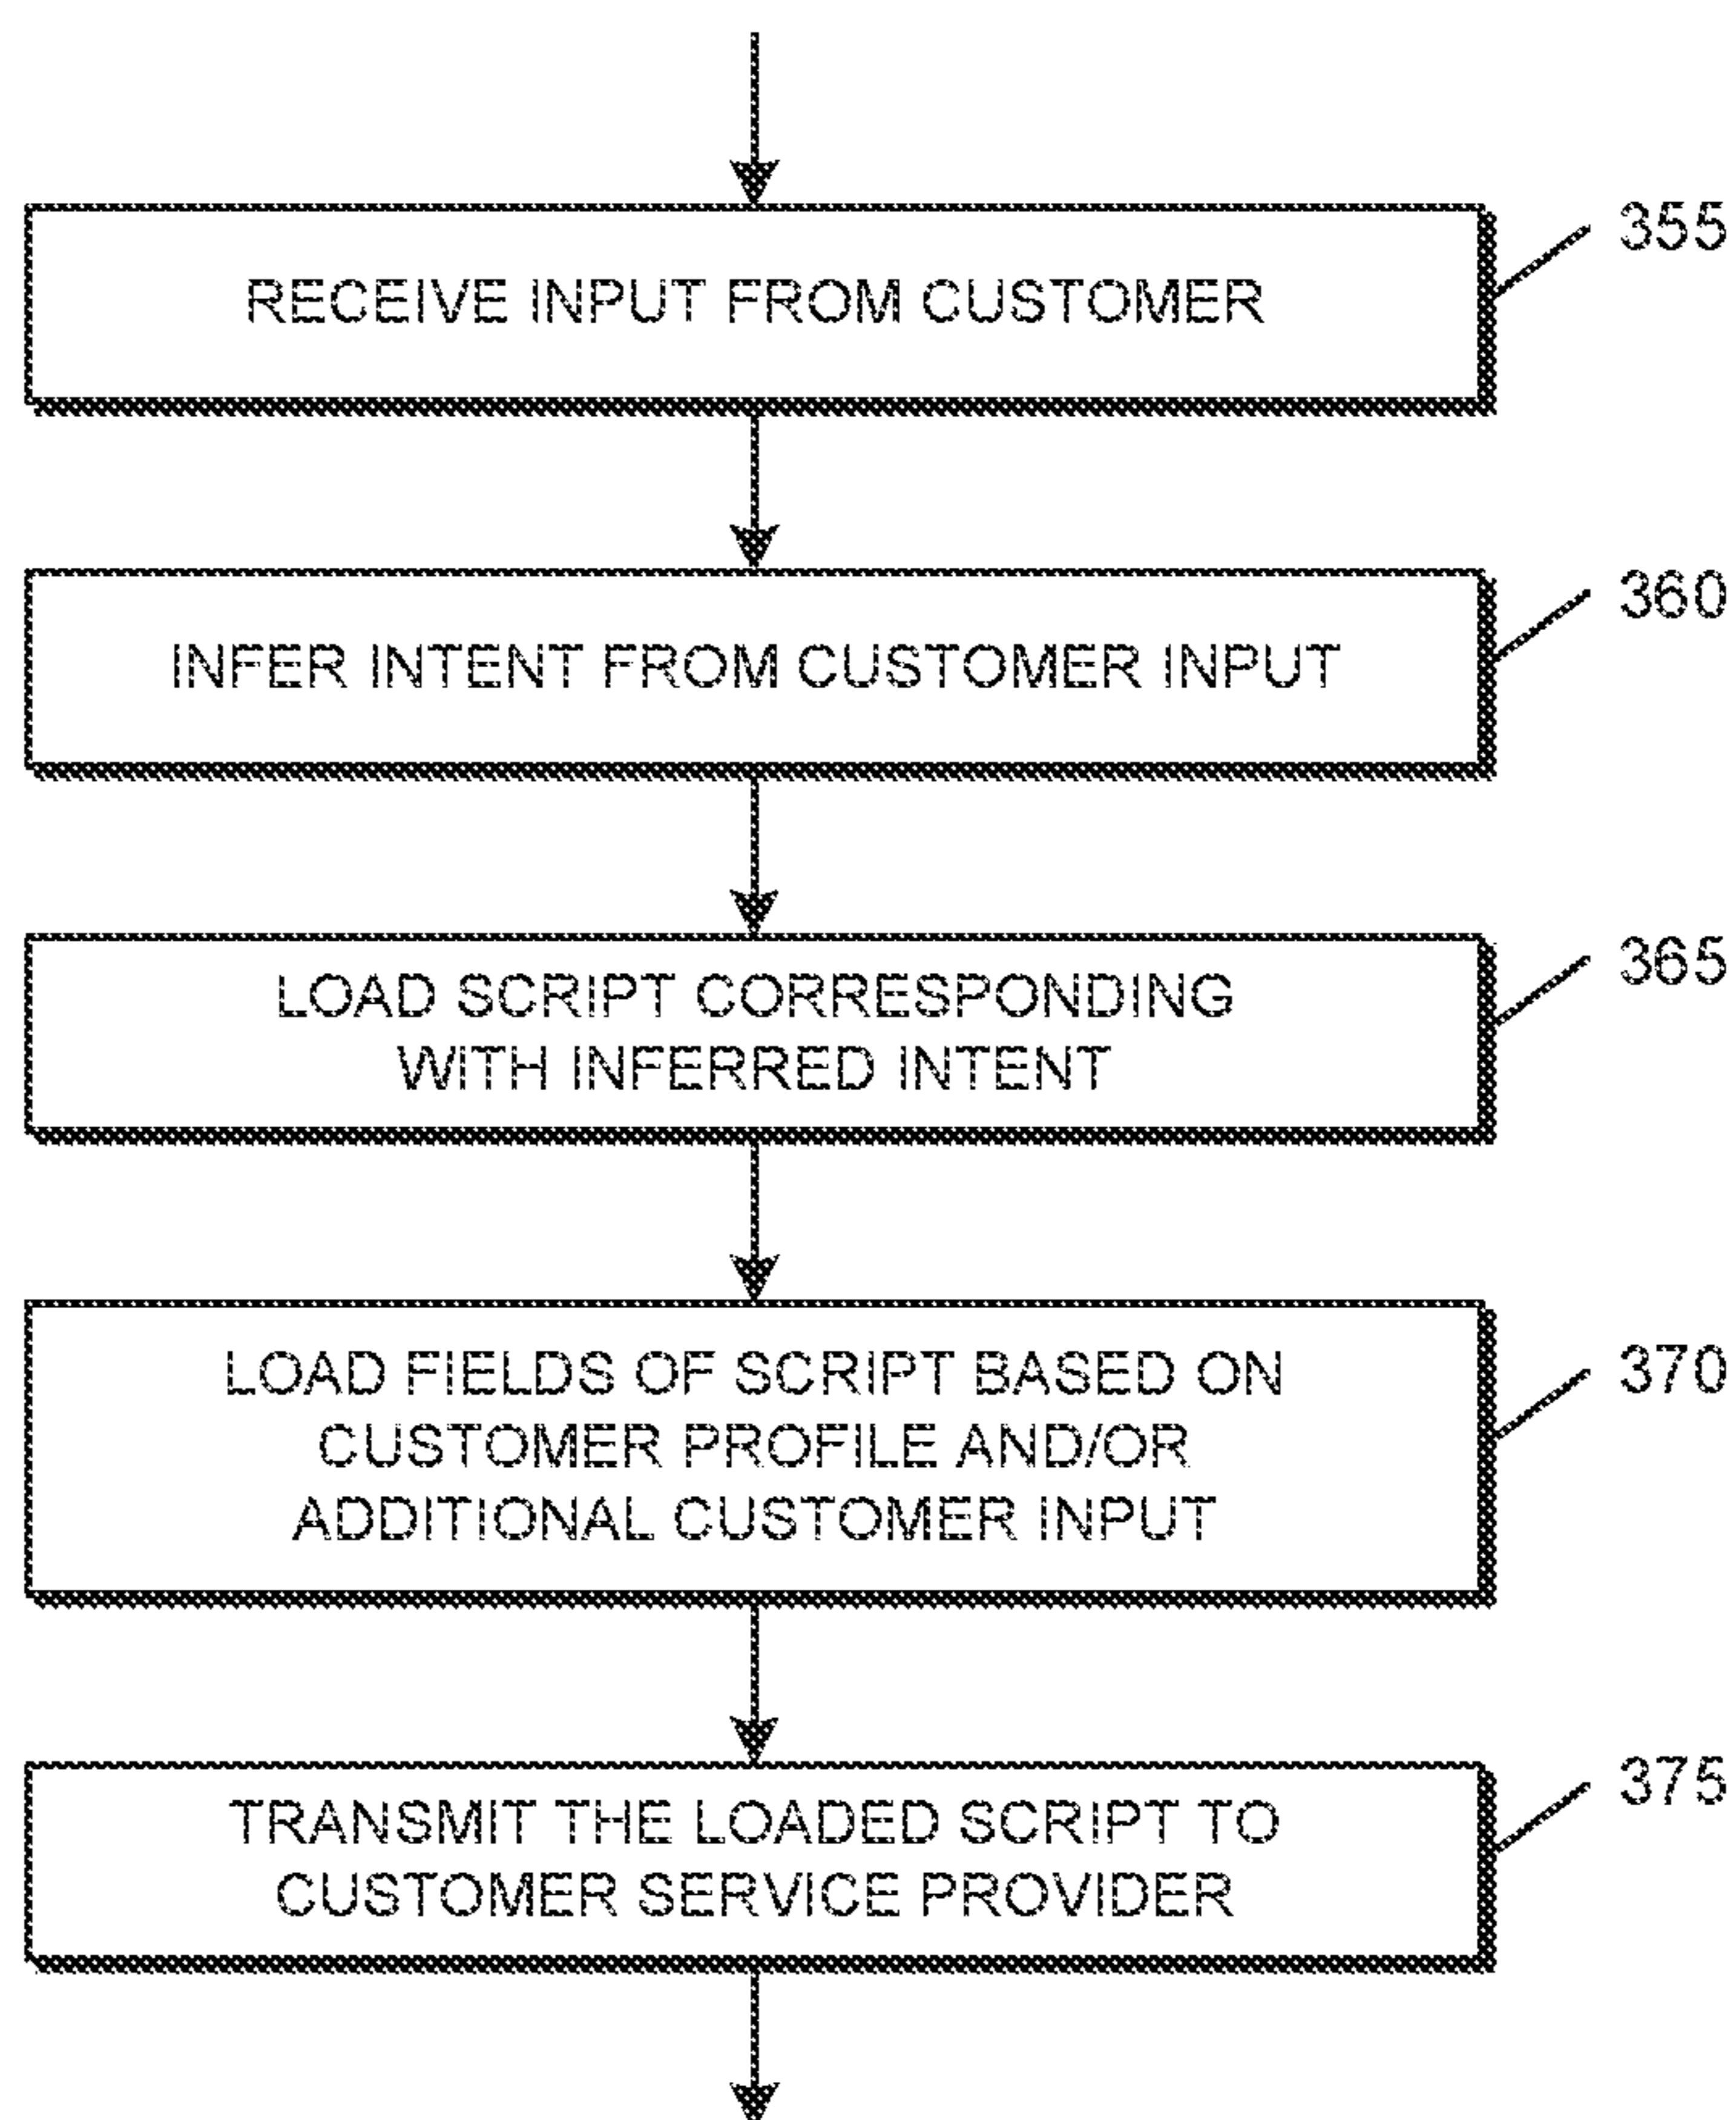 355
RECEIVE INPUT FROM CUSTOMER
360
INFER INTENT FROM CUSTOMER INPUT
365
LOAD SCRIPT CORRESPONDING
WITH INFERRED INTENT
370
LOAD FIELDS OF SCRIPT BASED ON
CUSTOMER PROFILE AND/OR
ADDITIONAL CUSTOMER INPUT
375
TRANSMIT THE LOADED SCRIPT TO
CUSTOMER SERVICE PROVIDER